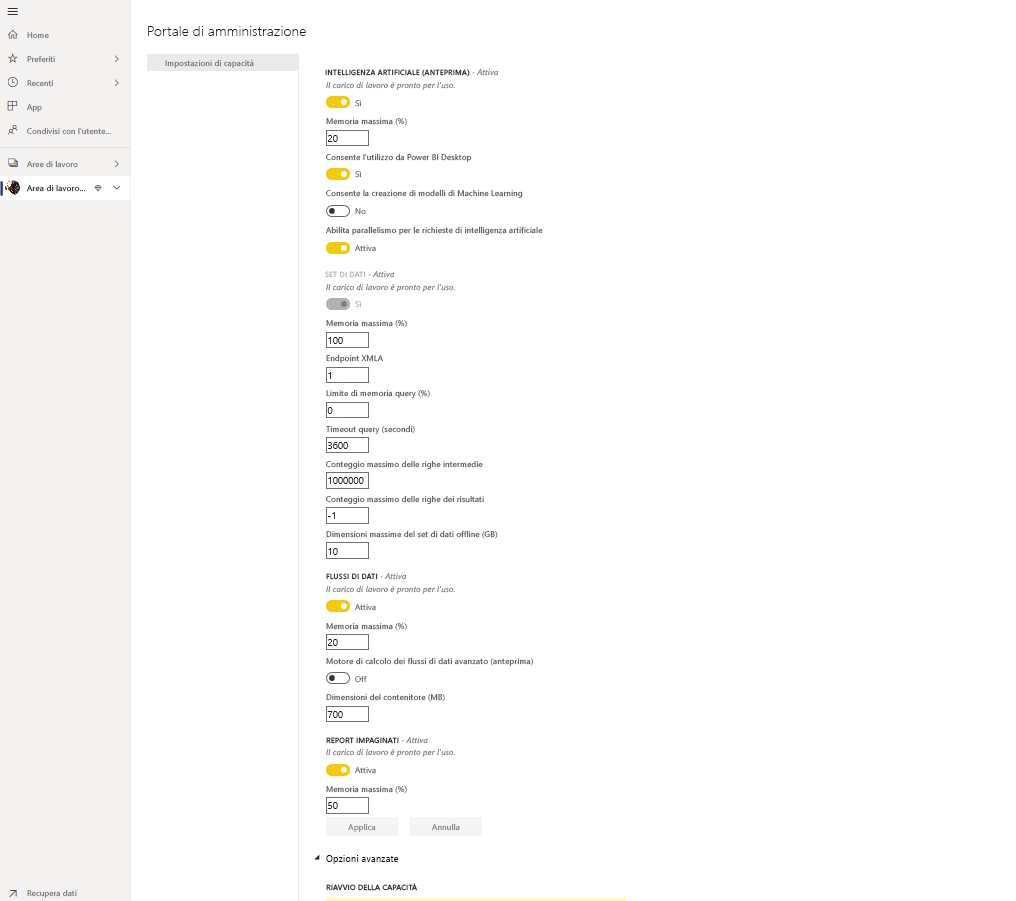 Home
Preferiti
Recenti
App
Condivisi con l'utente...
Aree di lavoro
Area di lavoro...
Recupera dati
Portale di amministrazione
Impostazioni di capacità
INTELLIGENZA ARTIFICIALE (ANTEPRIMA) - Attiva
Il carico di lavoro è pronto per l'uso.
Sì
Memoria massima (%)
20
Consente l'utilizzo da Power BI Desktop
Sì
Consente la creazione di modelli di Machine Learning
No
Abilita parallelismo per le richieste di intelligenza artificiale
Attiva
SET DI DATI - Attiva
Il carico di lavoro è pronto per l'uso.
Sì
Memoria massima (%)
100
Endpoint XMLA
1
Limite di memoria query (%)
0
Timeout query (secondi)
3600
Conteggio massimo delle righe intermedie
1000000
Conteggio massimo delle righe dei risultati
-1
Dimensioni massime del set di dati offline (GB)
10
FLUSSI DI DATI - Attiva
Il carico di lavoro è pronto per l'uso.
Attiva
Memoria massima (%)
20
Motore di calcolo dei flussi di dati avanzato (anteprima)
Off
Dimensioni del contenitore (MB)
700
REPORT IMPAGINATI - Attiva
Il carico di lavoro è pronto per l'uso.
Attiva
Memoria massima (%)
50
Applica Annulla
Opzioni avanzate
RIAVVIO DELLA CAPACITÀ